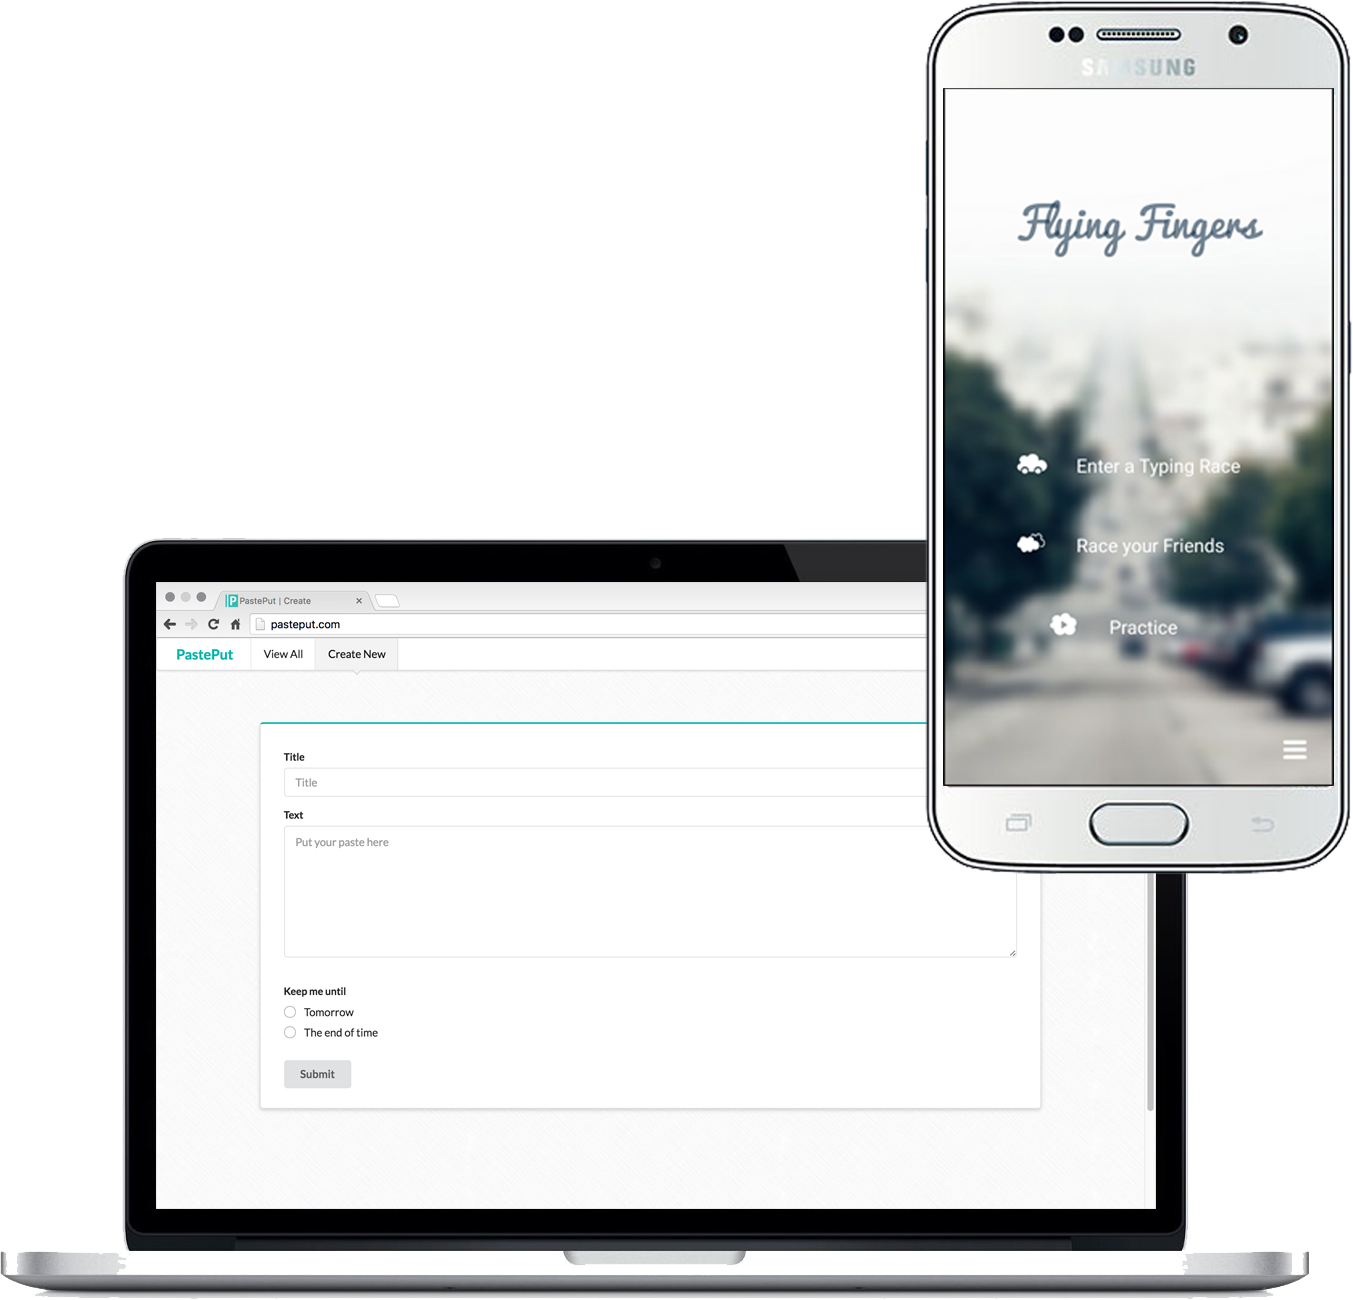 SAMSUNG
Flying Fingers
Enter a Typing Race
Race your Friends
Practice
PastePut | Create
pasteput.com
PastePut
View All
Create New
Title
Title
Text
Put your paste here
Keep me until
Tomorrow
The end of time
Submit